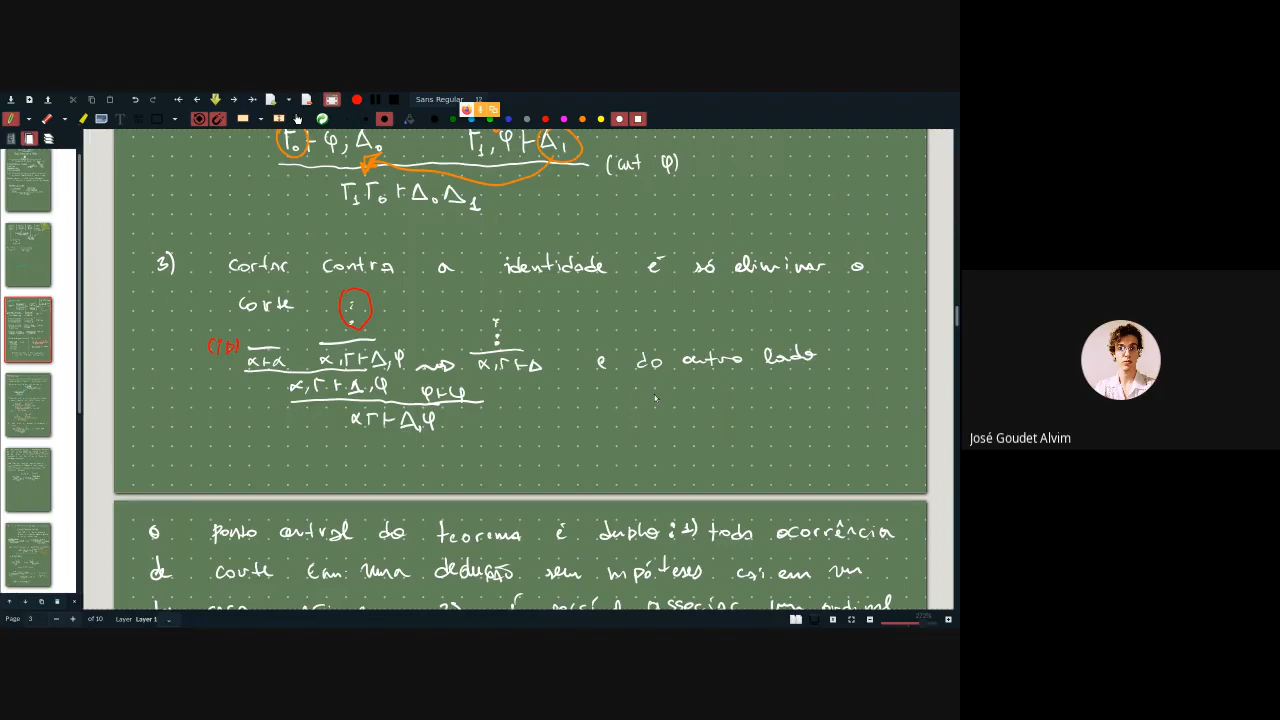 Sans Regular 12
Γ₀ ⊢ φ, Δ₀ Γ₁, φ ⊢ Δ₁
(cut φ)
Γ₁ Γ₀ ⊢ Δ₀ Δ₁
3) Cortar contra a identidade é só eliminar o
corte
(ID) α ⊢ α α, Γ ⊢ Δ, φ ⇝ α, Γ ⊢ Δ e do outro lado
α, Γ ⊢ Δ, φ φ ⊢ φ
α Γ ⊢ Δ, φ
José Goudet Alvim
o ponto central do teorema é duplo: 1) toda ocorrência
de corte em uma dedução sem hipóteses cai em um
Page 3 of 10 Layer Layer 1 272%